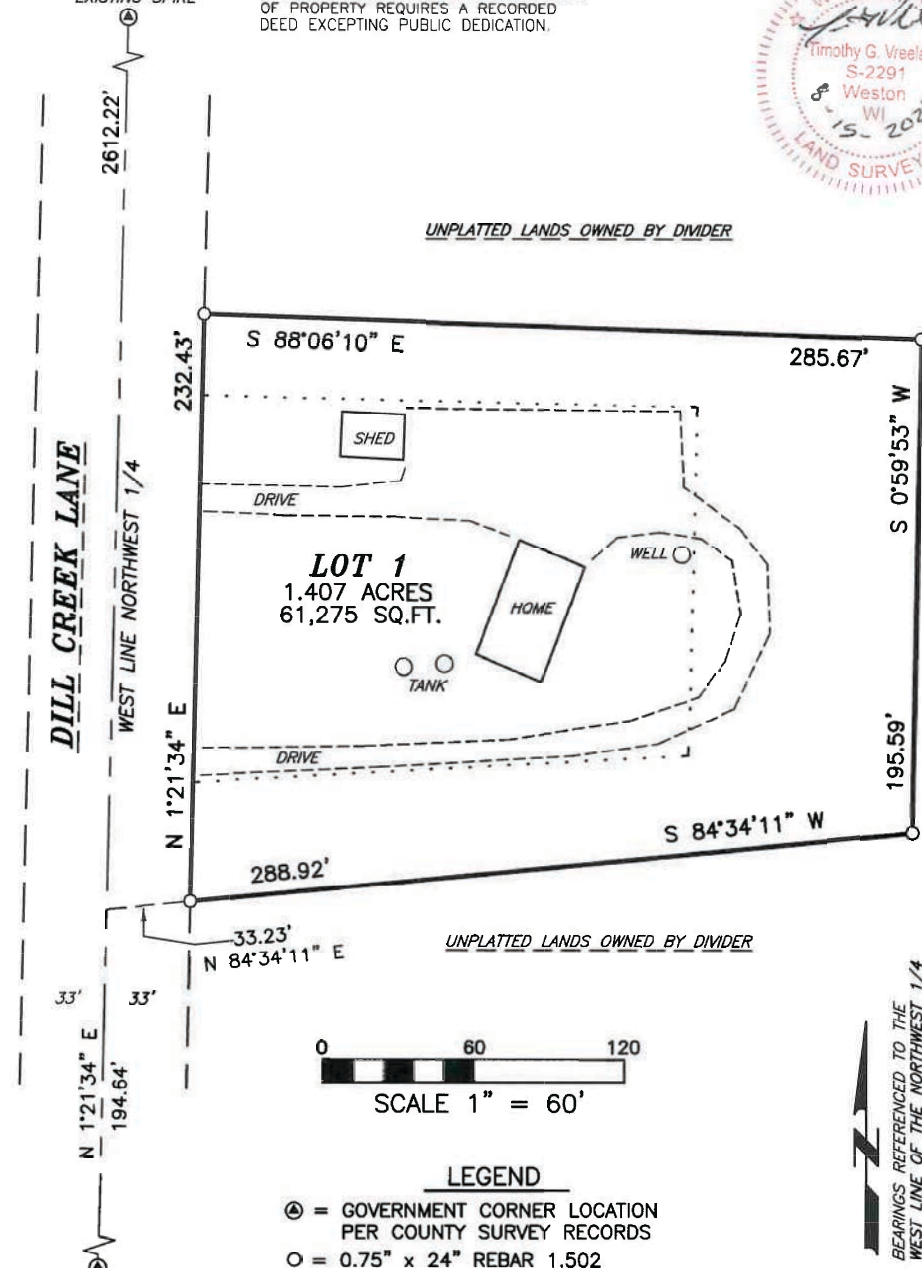 OF PROPERTY REQUIRES A RECORDED
DEED EXCEPTING PUBLIC DEDICATION.
Timothy G. Vreela
S-2291
Weston
WI
8-15-202
LAND SURVEY
2612.22'
UNPLATTED LANDS OWNED BY DIVIDER
S 88°06'10" E
285.67'
232.43'
S 0°59'53" W
195.59'
SHED
DRIVE
DILL CREEK LANE
WEST LINE NORTHWEST 1/4
LOT 1
1.407 ACRES
61,275 SQ.FT.
WELL
HOME
TANK
DRIVE
N 1°21'34" E
S 84°34'11" W
288.92'
33.23'
N 84°34'11" E
UNPLATTED LANDS OWNED BY DIVIDER
33'
33'
N 1°21'34" E
194.64'
0
60
120
SCALE 1" = 60'
N
BEARINGS REFERENCED TO THE
WEST LINE OF THE NORTHWEST 1/4
LEGEND
= GOVERNMENT CORNER LOCATION
PER COUNTY SURVEY RECORDS
= 0.75" x 24" REBAR 1.502